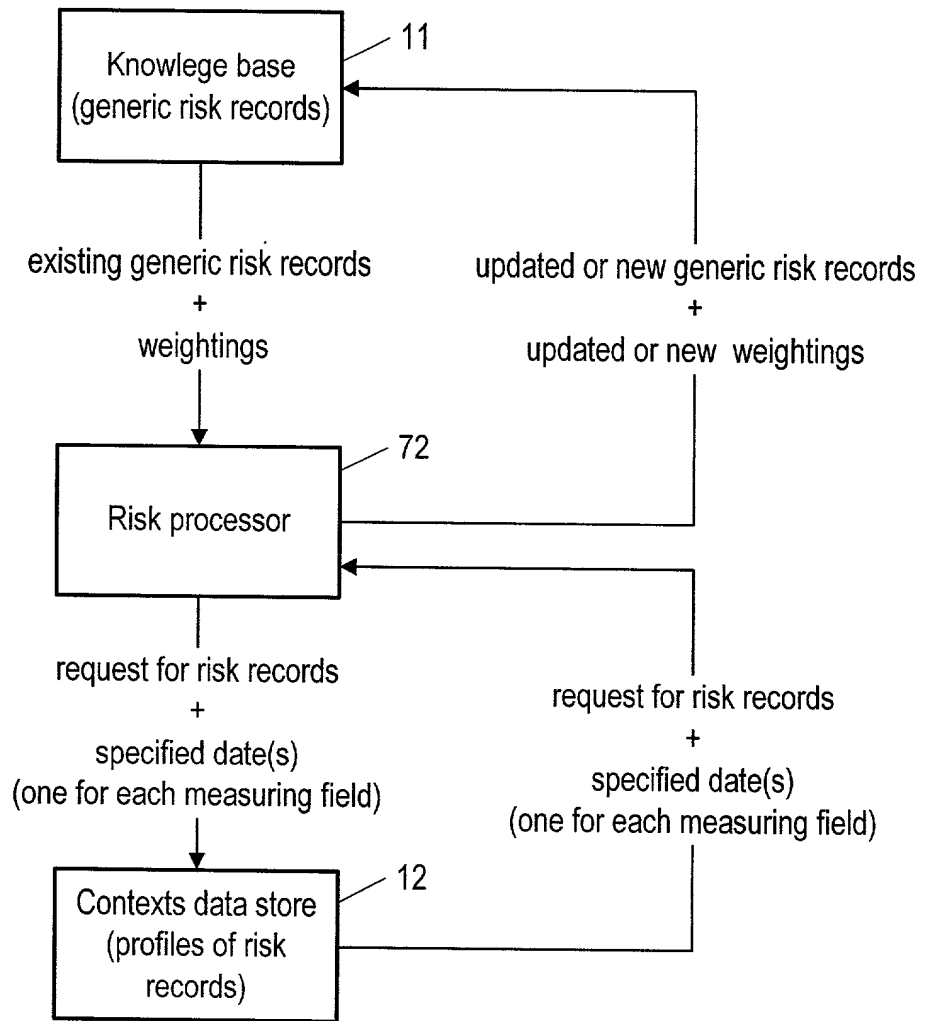 11
Knowlege base
(generic risk records)
existing generic risk records
+
weightings
updated or new generic risk records
+
updated or new weightings
72
Risk processor
request for risk records
+
specified date(s)
(one for each measuring field)
request for risk records
+
specified date(s)
(one for each measuring field)
12
Contexts data store
(profiles of risk
records)